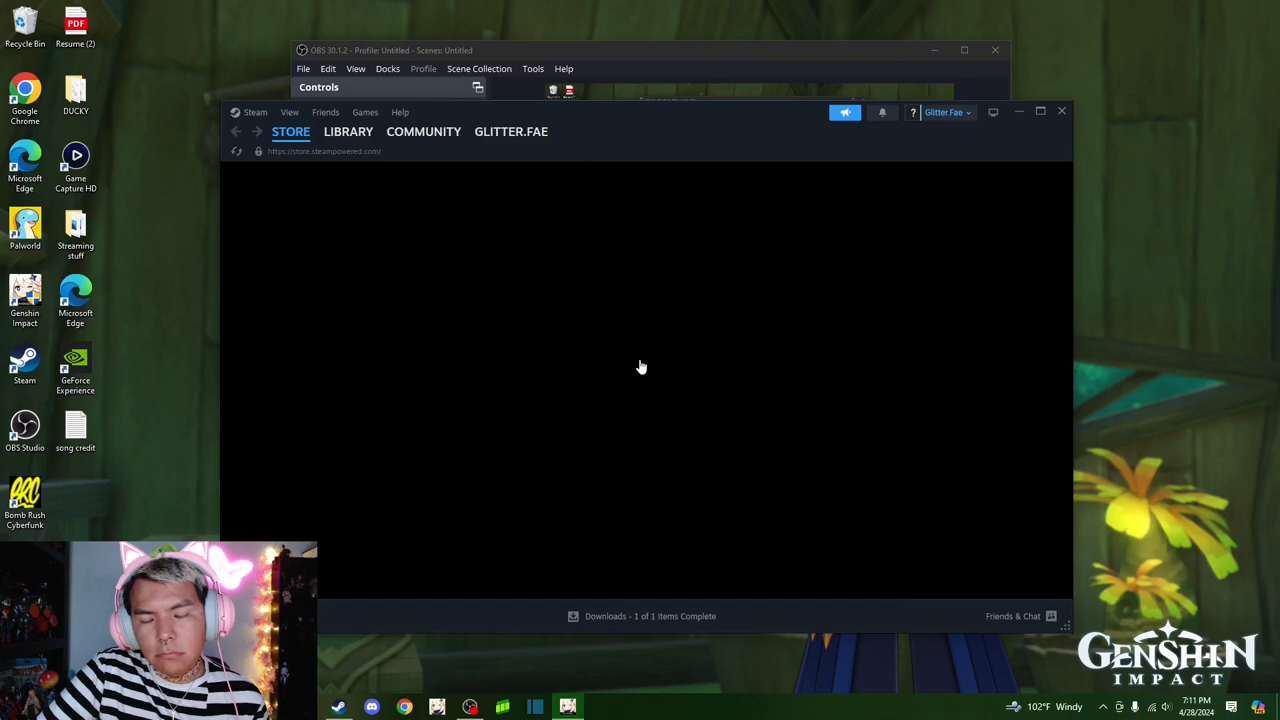 Recycle Bin
Resume (2)
Google Chrome
DUCKY
Microsoft Edge
Game Capture HD
Palworld
Streaming stuff
Genshin Impact
Microsoft Edge
Steam
GeForce Experience
OBS Studio
song credit
Bomb Rush Cyberfunk
PDF
BRC
OBS 30.1.2 - Profile: Untitled - Scenes: Untitled
File Edit View Docks Profile Scene Collection Tools Help
Controls
Steam View Friends Games Help
? Glitter.Fae
STORE LIBRARY COMMUNITY GLITTER.FAE
https://store.steampowered.com/
Downloads - 1 of 1 Items Complete
Friends & Chat
GENSHIN
IMPACT
102°F Windy
7:11 PM
4/28/2024